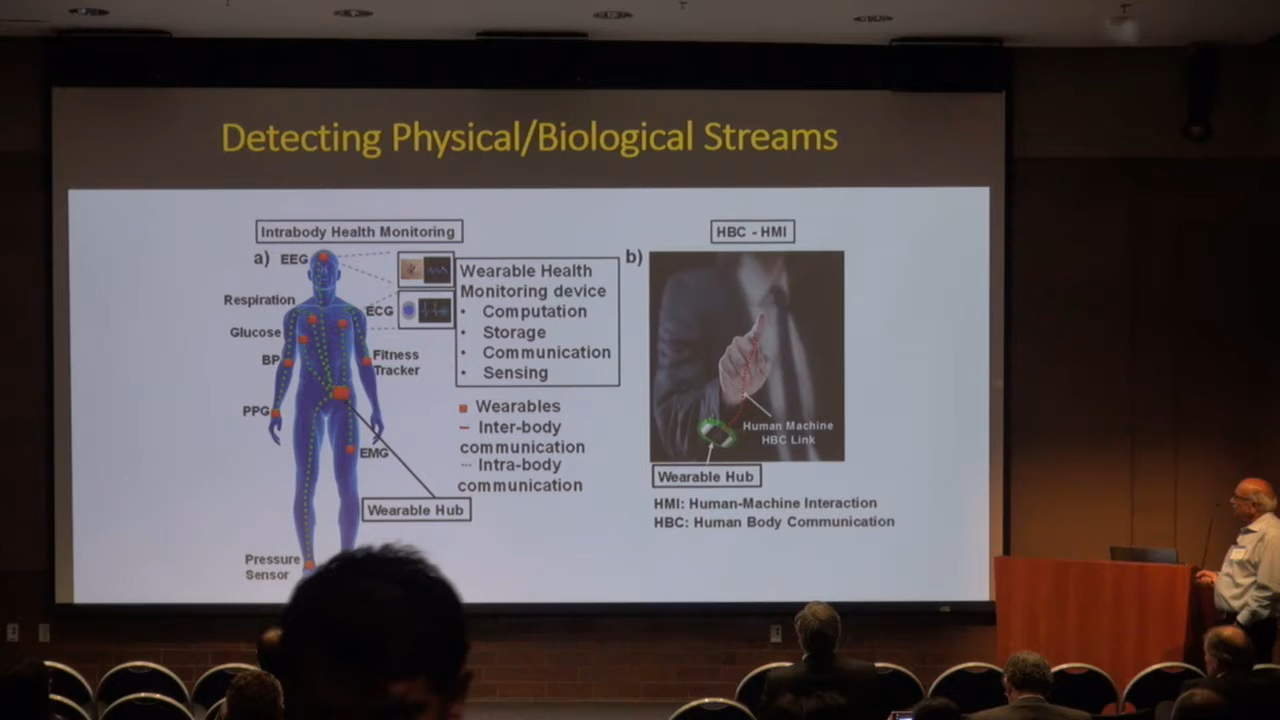 Detecting Physical/Biological Streams
Intrabody Health Monitoring
a)
EEG
Respiration
ECG
Glucose
BP
Fitness
Tracker
PPG
EMG
Wearable Hub
Pressure
Sensor
Wearable Health
Monitoring device
• Computation
• Storage
• Communication
• Sensing
Wearables
Inter-body
communication
Intra-body
communication
HBC - HMI
b)
Human Machine
HBC Link
Wearable Hub
HMI: Human-Machine Interaction
HBC: Human Body Communication